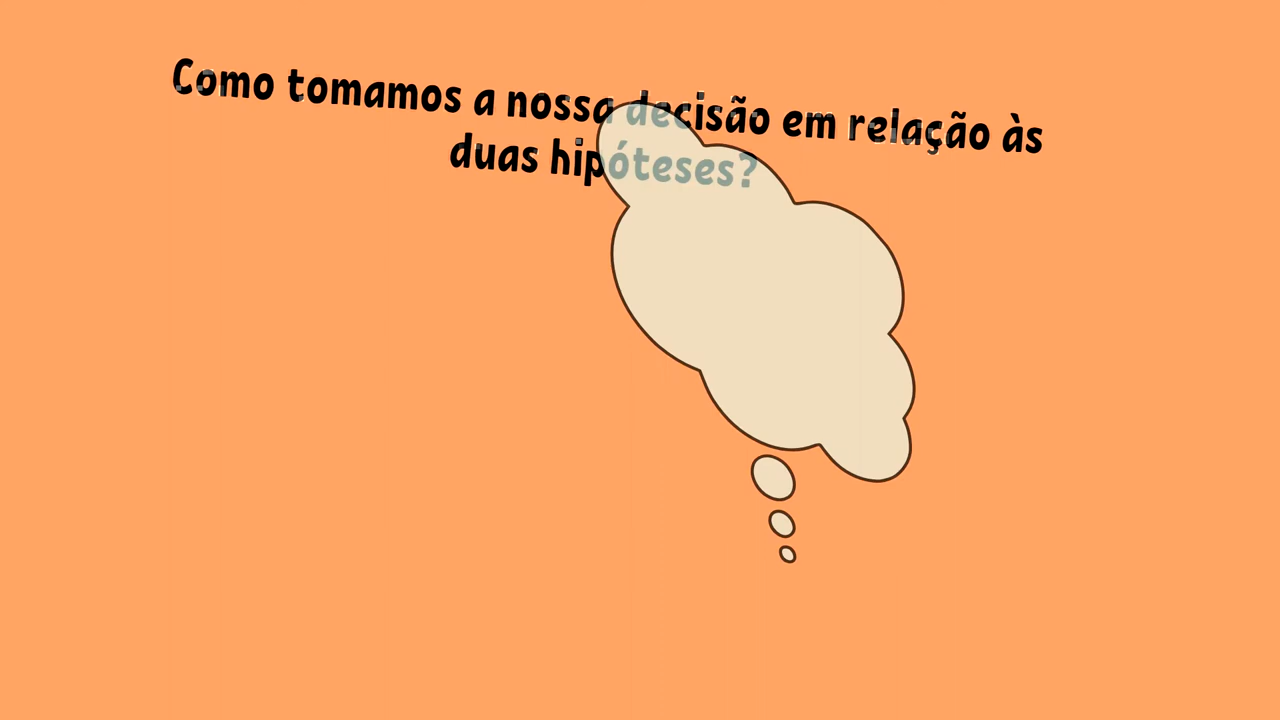 Como tomamos a nossa decisão em relação às
duas hipóteses?